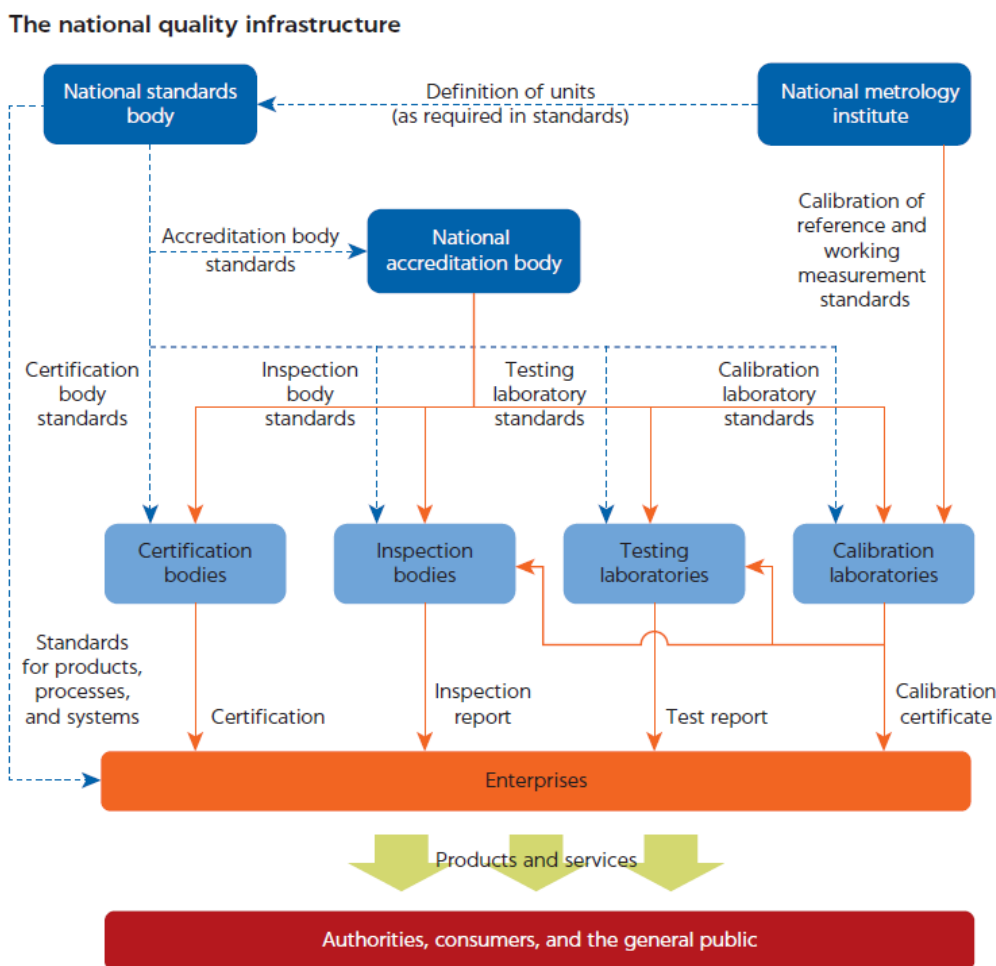 The national quality infrastructure
National standards
body
Definition of units
(as required in standards)
National metrology
institute
Calibration of
reference and
working
measurement
standards
Accreditation body
standards
National
accreditation body
Certification
body
standards
Inspection
body
standards
Testing
laboratory
standards
Calibration
laboratory
standards
Certification
bodies
Inspection
bodies
Testing
laboratories
Calibration
laboratories
Standards
for products,
processes,
and systems
Certification
Inspection
report
Test report
Calibration
certificate
Enterprises
Products and services
Authorities, consumers, and the general public